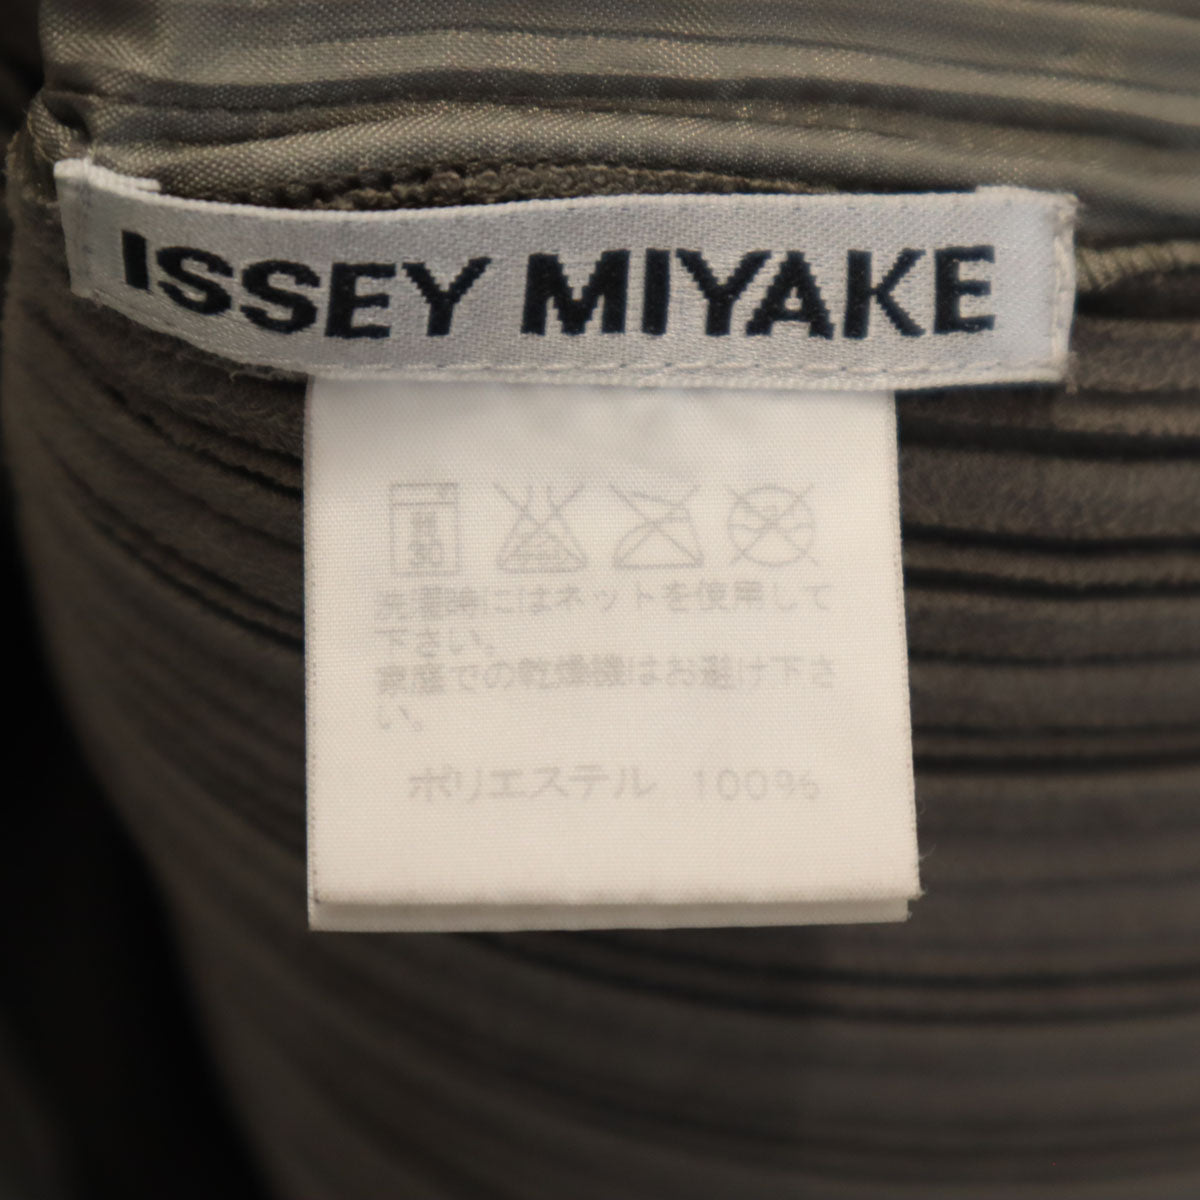 ISSEY MIYAKE
洗濯時にはネットを使用して
下さい。
家庭での乾燥機はお避け下さ
い。
ポリエステル 100%